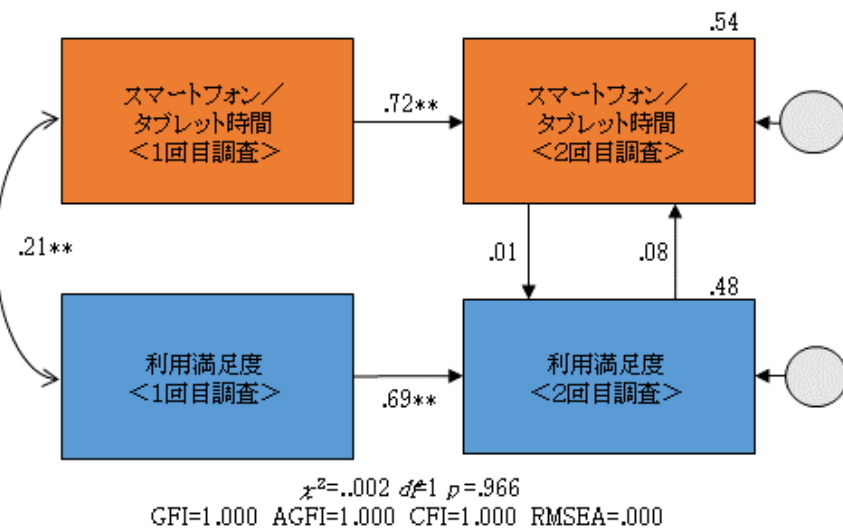 .54
スマートフォン／
タブレット時間
＜1回目調査＞
.72**
スマートフォン／
タブレット時間
＜2回目調査＞
.21**
.01
.08
.48
利用満足度
＜1回目調査＞
.69**
利用満足度
＜2回目調査＞
χ²=..002 df=1 p=.966
GFI=1.000 AGFI=1.000 CFI=1.000 RMSEA=.000